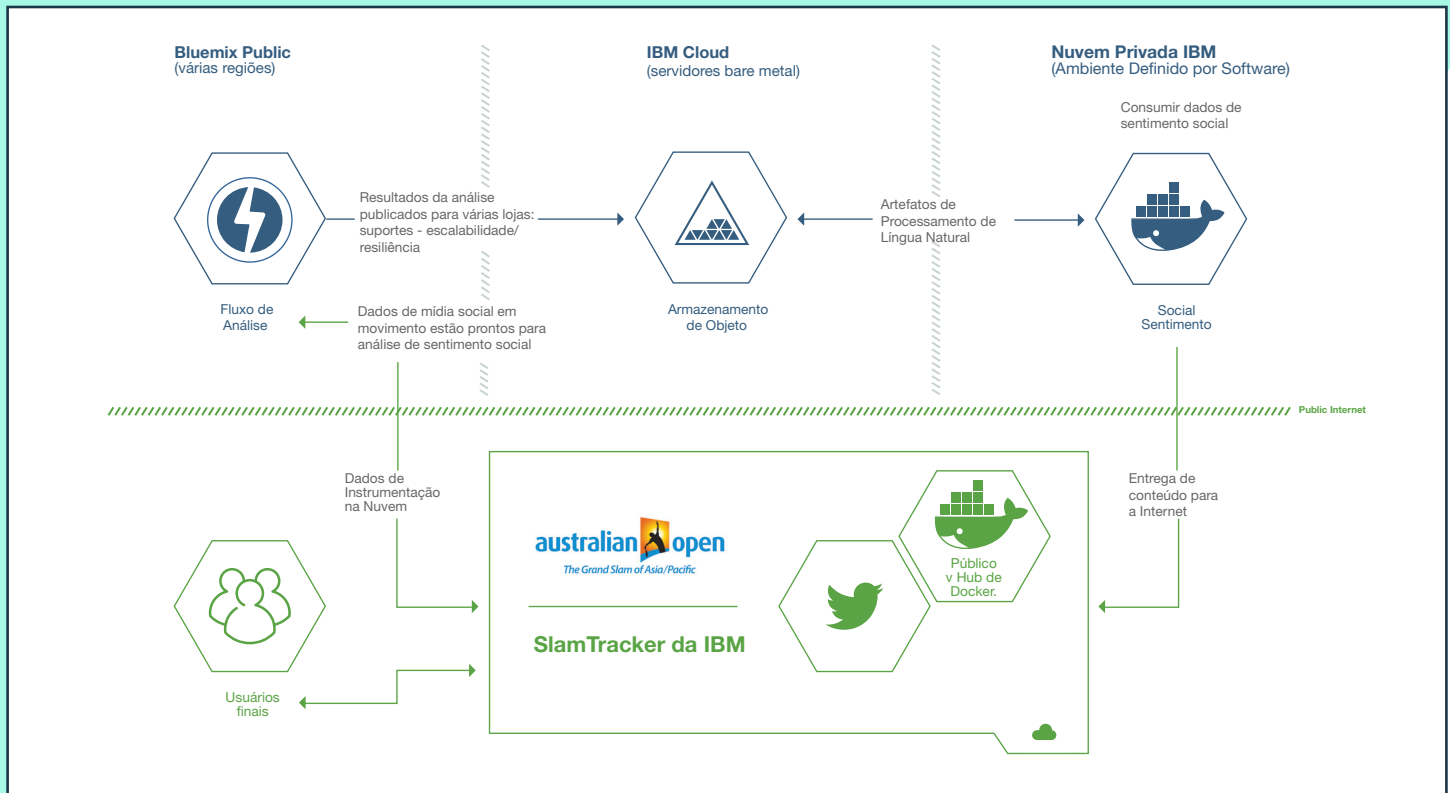 Bluemix Public
(várias regiões)
IBM Cloud
(servidores bare metal)
Nuvem Privada IBM
(Ambiente Definido por Software)
Consumir dados de
sentimento social
Resultados da análise
publicados para várias lojas:
suportes - escalabilidade/
resiliência
Artefatos de
Processamento de
Língua Natural
Fluxo de
Análise
Dados de mídia social em
movimento estão prontos para
análise de sentimento social
Armazenamento
de Objeto
Social
Sentimento
Public Internet
Dados de
Instrumentação
na Nuvem
australian open
The Grand Slam of Asia/Pacific
SlamTracker da IBM
Público
v Hub de
Docker.
Entrega de
conteúdo para
a Internet
Usuários
finais